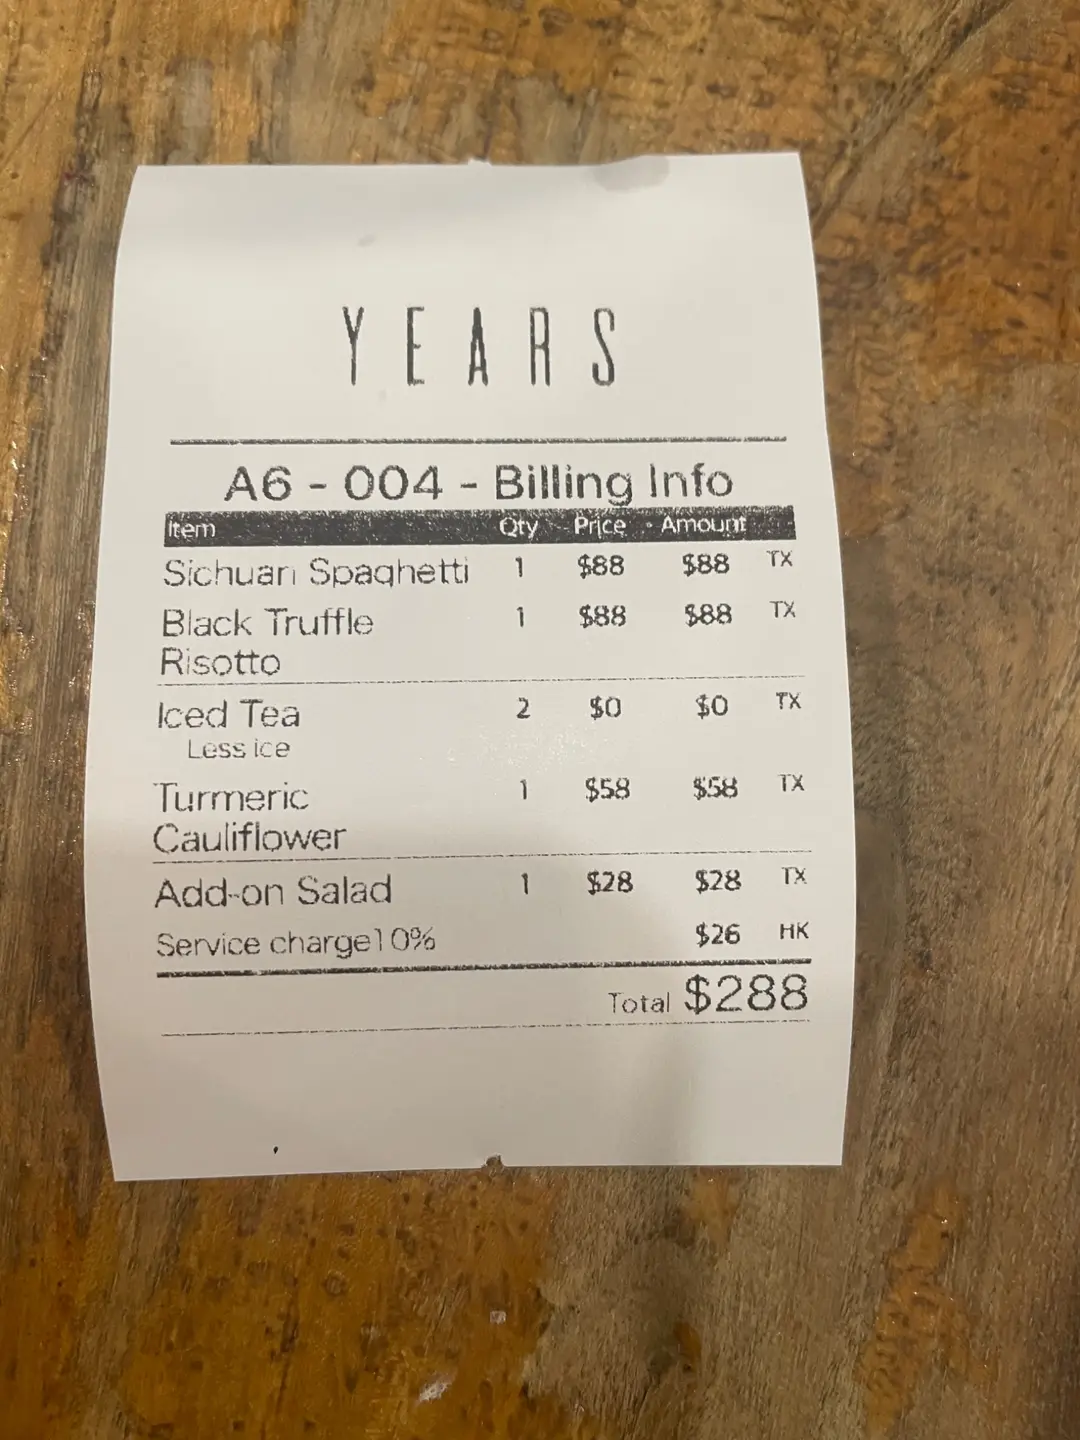 YEARS
A6 - 004 - Billing Info
Item Qty Price Amount
Sichuan Spaghetti 1 $88 $88 TX
Black Truffle 1 $88 $88 TX
Risotto
Iced Tea 2 $0 $0 TX
Less ice
Turmeric 1 $58 $58 TX
Cauliflower
Add-on Salad 1 $28 $28 TX
Service charge10% $26 HK
Total $288